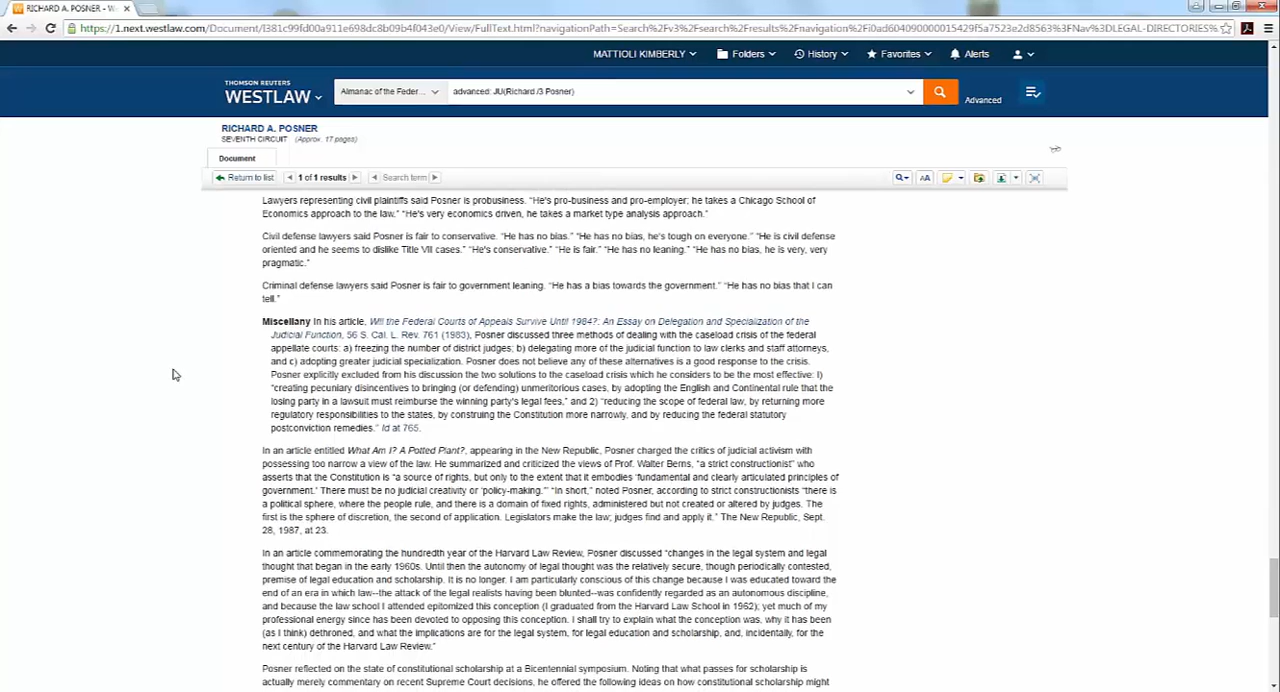 RICHARD A. POSNER - W
https://1.next.westlaw.com/Document/I381c99fd00a911e698dc8b09b4f043e0/View/FullText.html?navigationPath=Search%2Fv3%2Fsearch%2Fresults%2Fnavigation%2Fi0ad604090000015429f5a7523e2d8563%3FNav%3DLEGAL-DIRECTORIES%
MATTIOLI KIMBERLY Folders History Favorites Alerts
THOMSON REUTERS
WESTLAW
Almanac of the Feder... advanced: JU(Richard /3 Posner) Advanced
RICHARD A. POSNER
SEVENTH CIRCUIT (Approx. 17 pages)
Document
Return to list 1 of 1 results Search term
AA
Lawyers representing civil plaintiffs said Posner is probusiness. “He's pro-business and pro-employer; he takes a Chicago School of
Economics approach to the law.” “He's very economics driven, he takes a market type analysis approach.”
Civil defense lawyers said Posner is fair to conservative. “He has no bias.” “He has no bias, he's tough on everyone.” “He is civil defense
oriented and he seems to dislike Title VII cases.” “He's conservative.” “He is fair.” “He has no leaning.” “He has no bias, he is very, very
pragmatic.”
Criminal defense lawyers said Posner is fair to government leaning. “He has a bias towards the government.” “He has no bias that I can
tell.”
Miscellany In his article, Will the Federal Courts of Appeals Survive Until 1984?: An Essay on Delegation and Specialization of the
Judicial Function, 56 S. Cal. L. Rev. 761 (1983), Posner discussed three methods of dealing with the caseload crisis of the federal
appellate courts: a) freezing the number of district judges; b) delegating more of the judicial function to law clerks and staff attorneys,
and c) adopting greater judicial specialization. Posner does not believe any of these alternatives is a good response to the crisis.
Posner explicitly excluded from his discussion the two solutions to the caseload crisis which he considers to be the most effective: l)
“creating pecuniary disincentives to bringing (or defending) unmeritorious cases, by adopting the English and Continental rule that the
losing party in a lawsuit must reimburse the winning party's legal fees,” and 2) “reducing the scope of federal law, by returning more
regulatory responsibilities to the states, by construing the Constitution more narrowly, and by reducing the federal statutory
postconviction remedies.” Id at 765.
In an article entitled What Am I? A Potted Plant?, appearing in the New Republic, Posner charged the critics of judicial activism with
possessing too narrow a view of the law. He summarized and criticized the views of Prof. Walter Berns, “a strict constructionist” who
asserts that the Constitution is “a source of rights, but only to the extent that it embodies ‘fundamental and clearly articulated principles of
government.’ There must be no judicial creativity or ‘policy-making.’” “In short,” noted Posner, according to strict constructionists “there is
a political sphere, where the people rule, and there is a domain of fixed rights, administered but not created or altered by judges. The
first is the sphere of discretion, the second of application. Legislators make the law; judges find and apply it.” The New Republic, Sept.
28, 1987, at 23.
In an article commemorating the hundredth year of the Harvard Law Review, Posner discussed “changes in the legal system and legal
thought that began in the early 1960s. Until then the autonomy of legal thought was the relatively secure, though periodically contested,
premise of legal education and scholarship. It is no longer. I am particularly conscious of this change because I was educated toward the
end of an era in which law--the attack of the legal realists having been blunted--was confidently regarded as an autonomous discipline,
and because the law school I attended epitomized this conception (I graduated from the Harvard Law School in 1962); yet much of my
professional energy since has been devoted to opposing this conception. I shall try to explain what the conception was, why it has been
(as I think) dethroned, and what the implications are for the legal system, for legal education and scholarship, and, incidentally, for the
next century of the Harvard Law Review.”
Posner reflected on the state of constitutional scholarship at a Bicentennial symposium. Noting that what passes for scholarship is
actually merely commentary on recent Supreme Court decisions, he offered the following ideas on how constitutional scholarship might